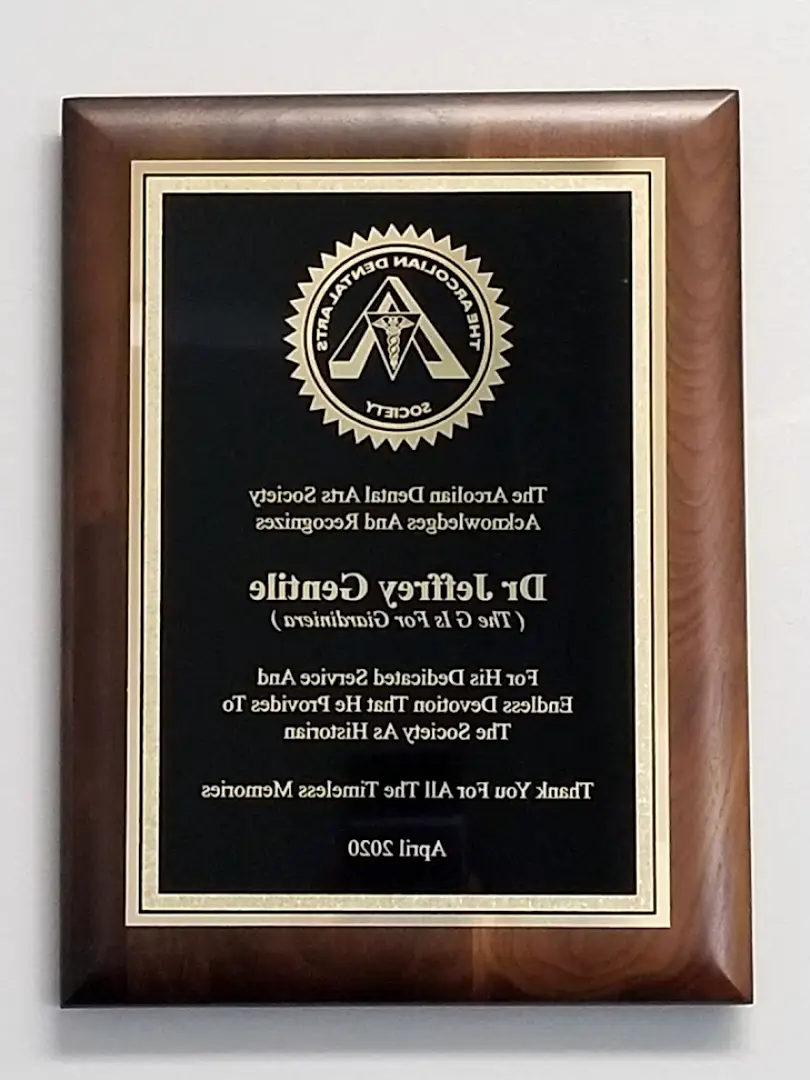 THE ARCOLIAN DENTAL ARTS
SOCIETY
The Arcolian Dental Arts Society
Acknowledges And Recognizes
Dr Jeffrey Gentile
( The G Is For Giardiniera )
For His Dedicated Service And
Endless Devotion That He Provides To
The Society As Historian
Thank You For All The Timeless Memories
April 2020